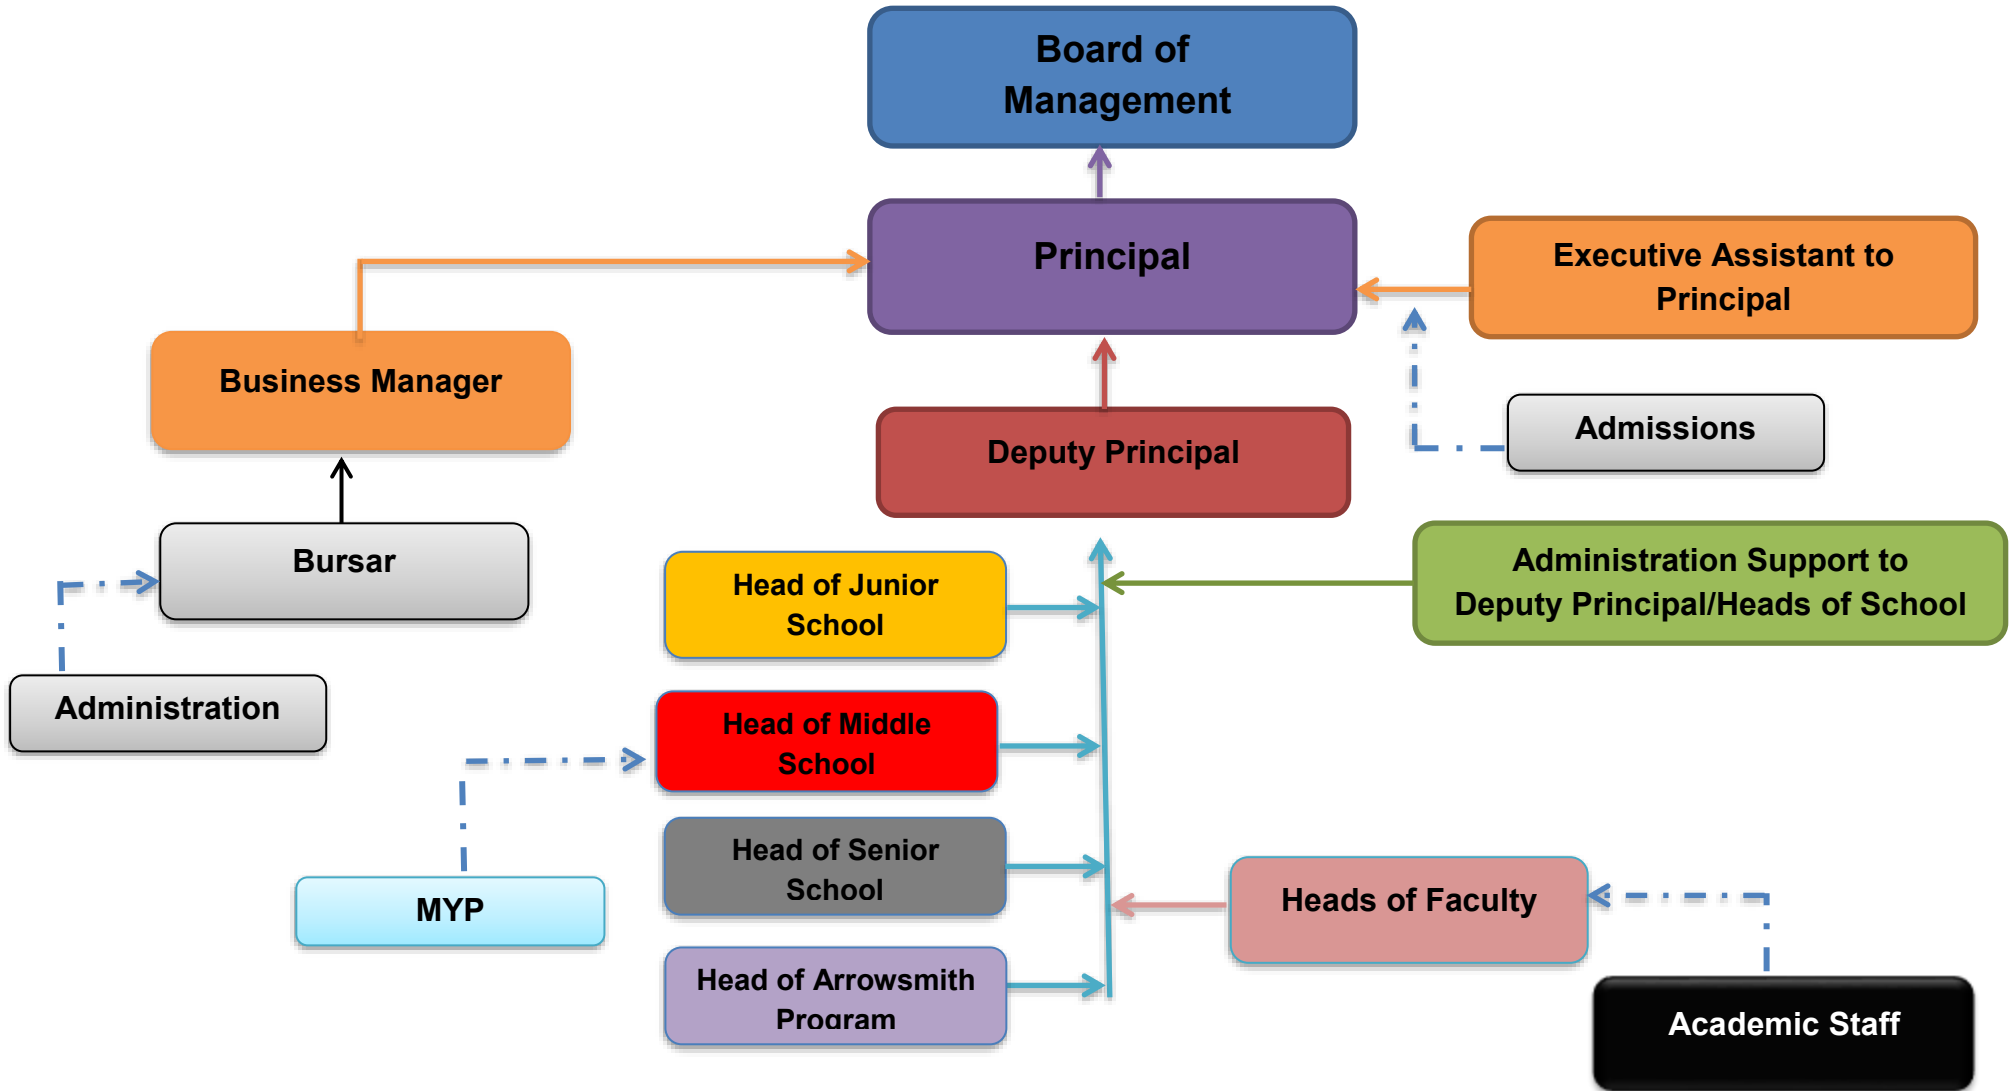 Board of
Management
Principal
Executive Assistant to
Principal
Business Manager
Admissions
Deputy Principal
Bursar
Administration Support to
Deputy Principal/Heads of School
Head of Junior
School
Administration
Head of Middle
School
Head of Senior
School
MYP
Heads of Faculty
Head of Arrowsmith
Program
Academic Staff